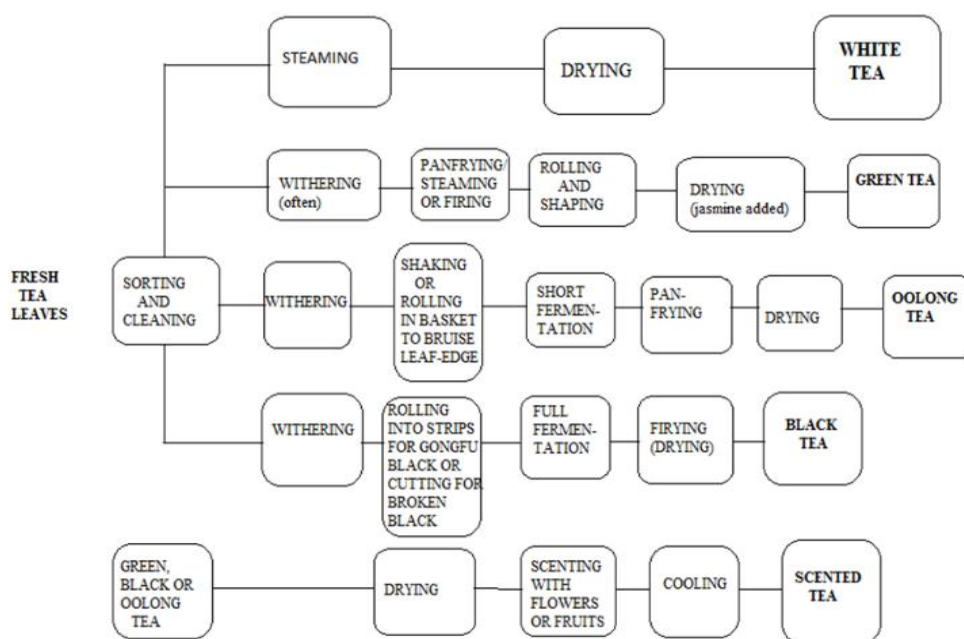 STEAMING
DRYING
WHITE
TEA
WITHERING
(often)
PANFRYING/
STEAMING
OR FIRING
ROLLING
AND
SHAPING
DRYING
(jasmine added)
GREEN TEA
FRESH
TEA
LEAVES
SORTING
AND
CLEANING
WITHERING
SHAKING
OR
ROLLING
IN BASKET
TO BRUISE
LEAF-EDGE
SHORT
FERMEN-
TATION
PAN-
FRYING
DRYING
OOLONG
TEA
WITHERING
ROLLING
INTO STRIPS
FOR GONGFU
BLACK OR
CUTTING FOR
BROKEN
BLACK
FULL
FERMEN-
TATION
FIRYING
(DRYING)
BLACK
TEA
GREEN,
BLACK OR
OOLONG
TEA
DRYING
SCENTING
WITH
FLOWERS
OR FRUITS
COOLING
SCENTED
TEA